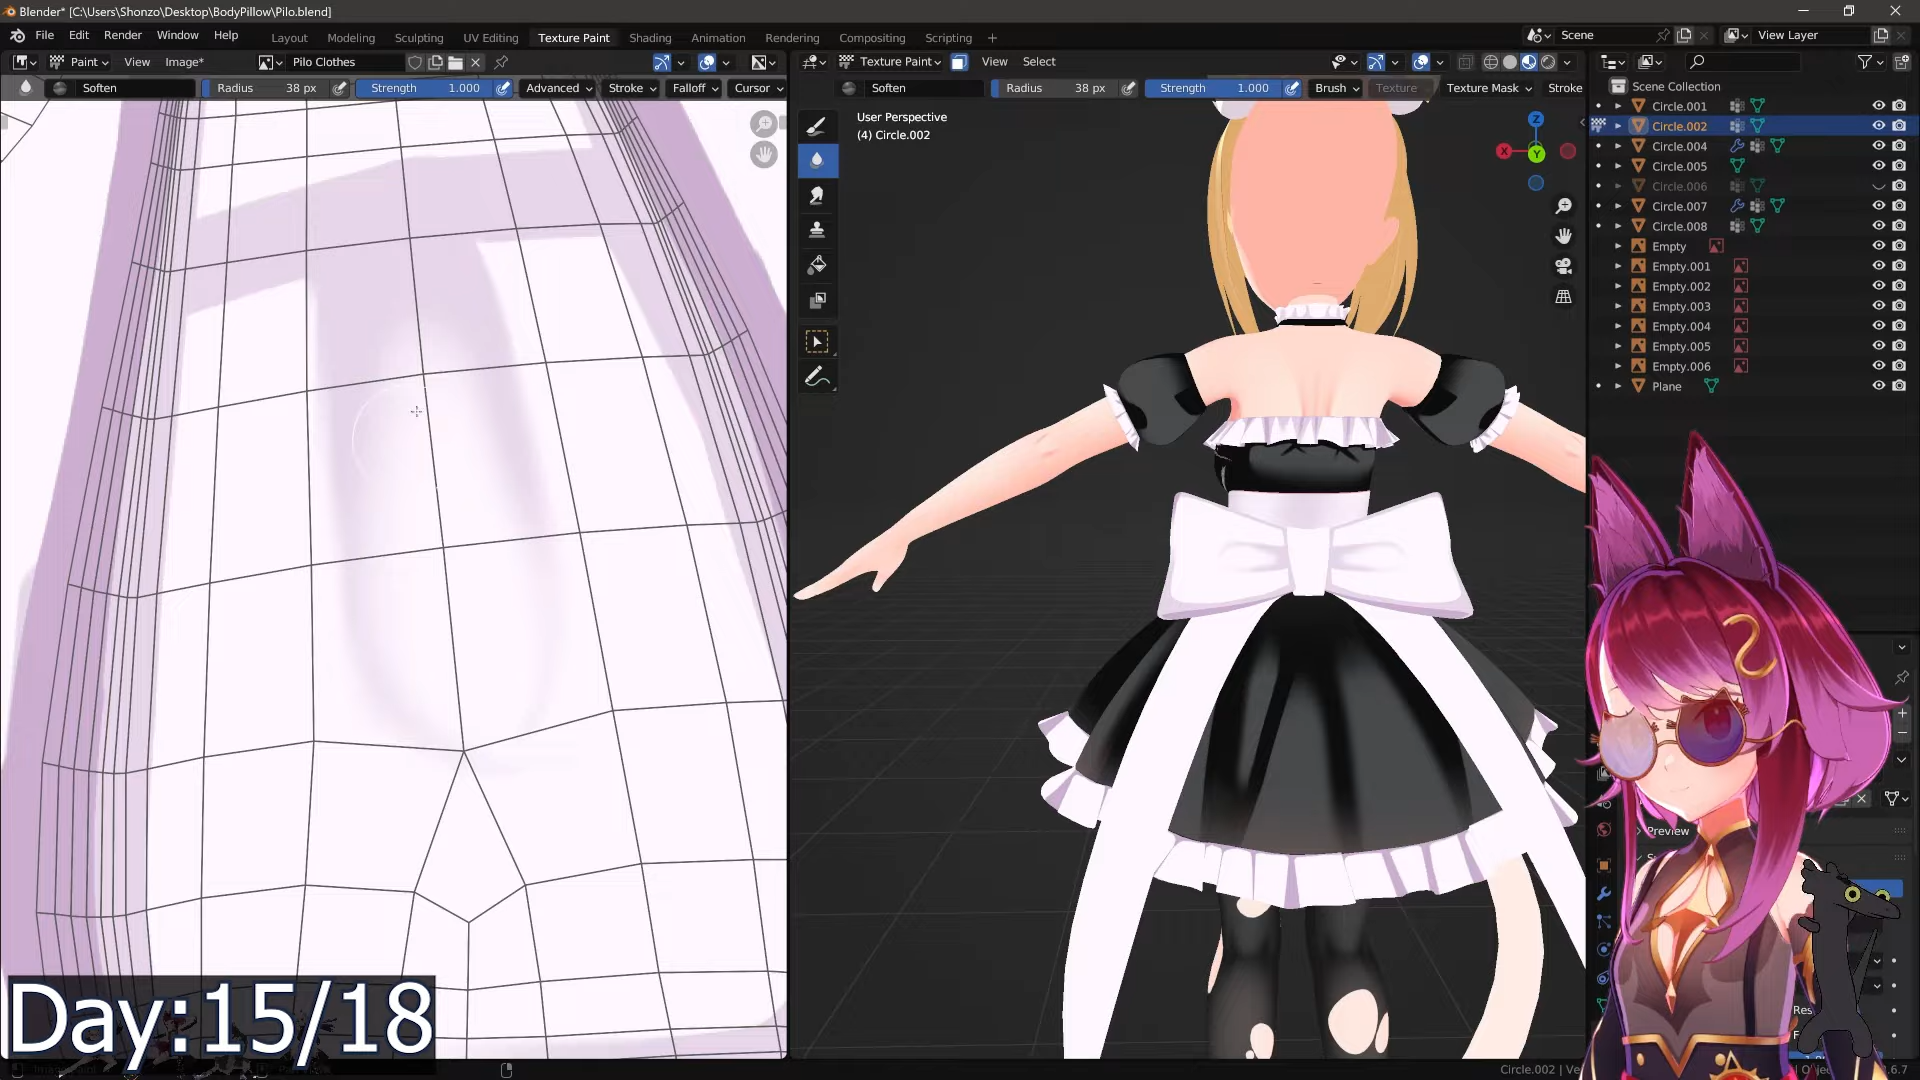 Blender* [C:\Users\Shonzo\Desktop\BodyPillow\Pilo.blend]
File Edit Render Window Help Layout Modeling Sculpting UV Editing Texture Paint Shading Animation Rendering Compositing Scripting + Scene View Layer
Paint View Image* Pilo Clothes Texture Paint View Select
Soften Radius 38 px Strength 1.000 Advanced Stroke Falloff Cursor Soften Radius 38 px Strength 1.000 Brush Texture Texture Mask Stroke
User Perspective
(4) Circle.002
Z
X
Y
Scene Collection
Circle.001
Circle.002
Circle.004
Circle.005
Circle.006
Circle.007
Circle.008
Empty
Empty.001
Empty.002
Empty.003
Empty.004
Empty.005
Empty.006
Plane
Preview
Res
Day:15/18
Circle.002 | Ve